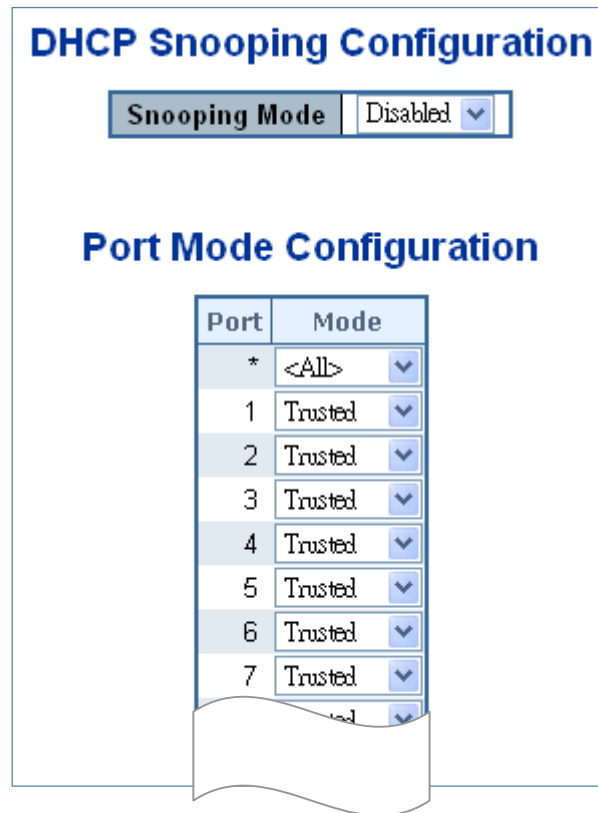 DHCP Snooping Configuration
Snooping Mode Disabled
Port Mode Configuration
Port Mode
* <All>
1 Trusted
2 Trusted
3 Trusted
4 Trusted
5 Trusted
6 Trusted
7 Trusted